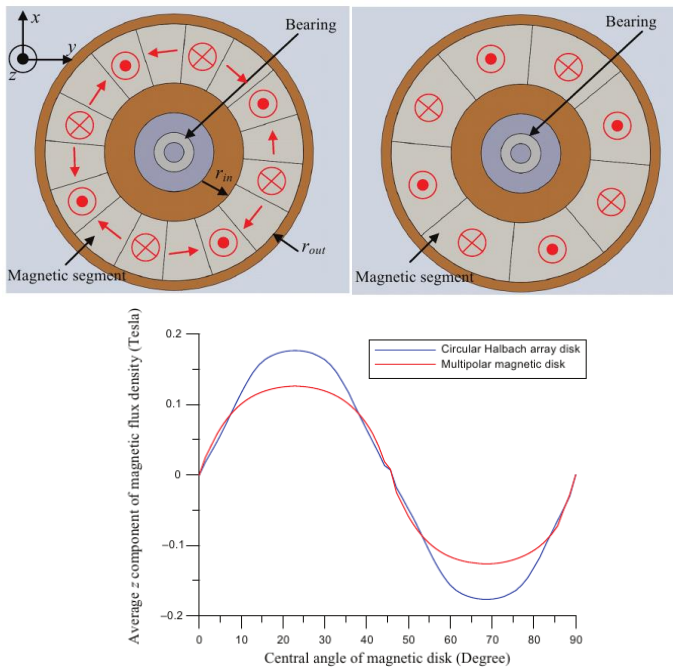 Bearing
x
y
z
r_in
r_out
Magnetic segment
Bearing
Magnetic segment
Average z component of magnetic flux density (Tesla)
0.2
0.1
0
−0.1
−0.2
Circular Halbach array disk
Multipolar magnetic disk
0 10 20 30 40 50 60 70 80 90
Central angle of magnetic disk (Degree)